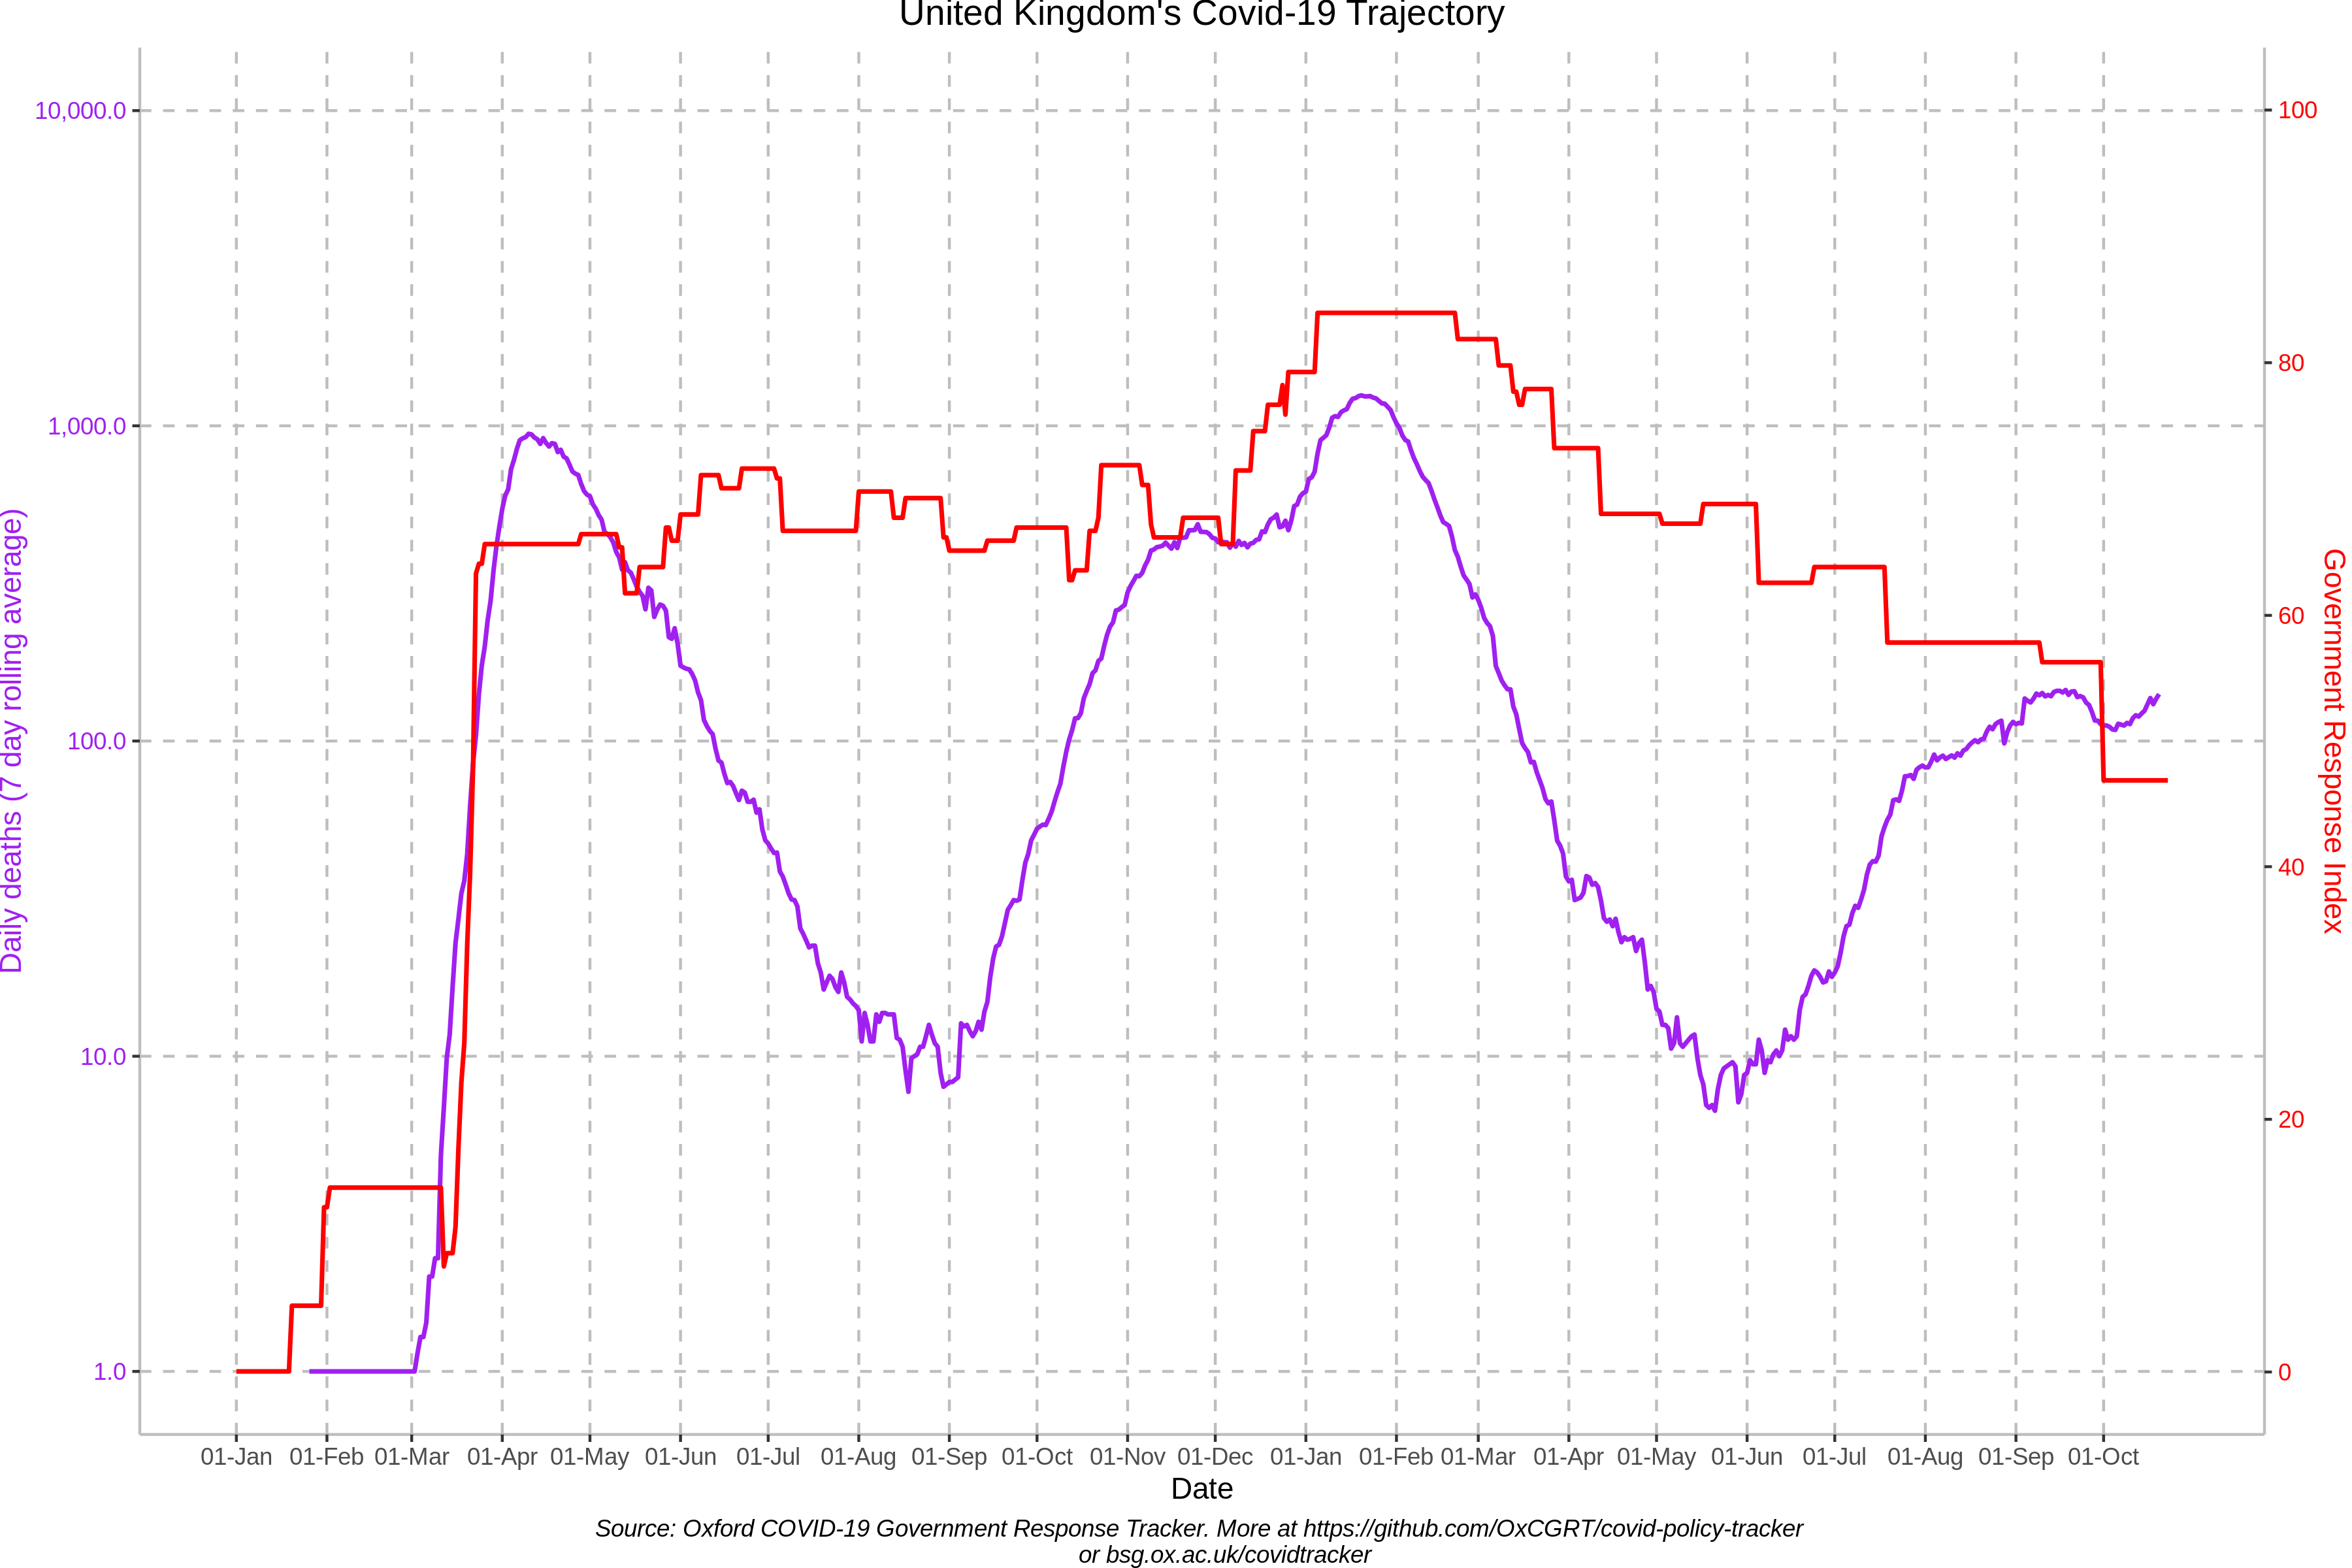 United Kingdom's Covid-19 Trajectory
Daily deaths (7 day rolling average)
10,000.0
1,000.0
100.0
10.0
1.0
100
80
60
40
20
0
Government Response Index
01-Jan 01-Feb 01-Mar 01-Apr 01-May 01-Jun 01-Jul 01-Aug 01-Sep 01-Oct 01-Nov 01-Dec 01-Jan 01-Feb 01-Mar 01-Apr 01-May 01-Jun 01-Jul 01-Aug 01-Sep 01-Oct
Date
Source: Oxford COVID-19 Government Response Tracker. More at https://github.com/OxCGRT/covid-policy-tracker
or bsg.ox.ac.uk/covidtracker